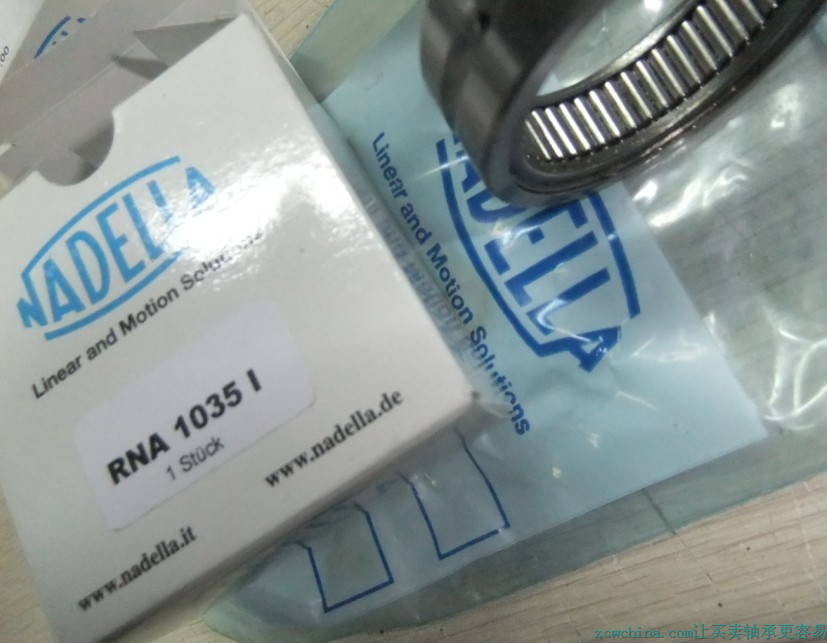 NADELLA
Linear and Motion Solutions
RNA 1035 I
1 Stück
www.nadella.de
www.nadella.it
NADELLA
Linear and Motion Solutions
zcwchina.com让买卖轴承更容易